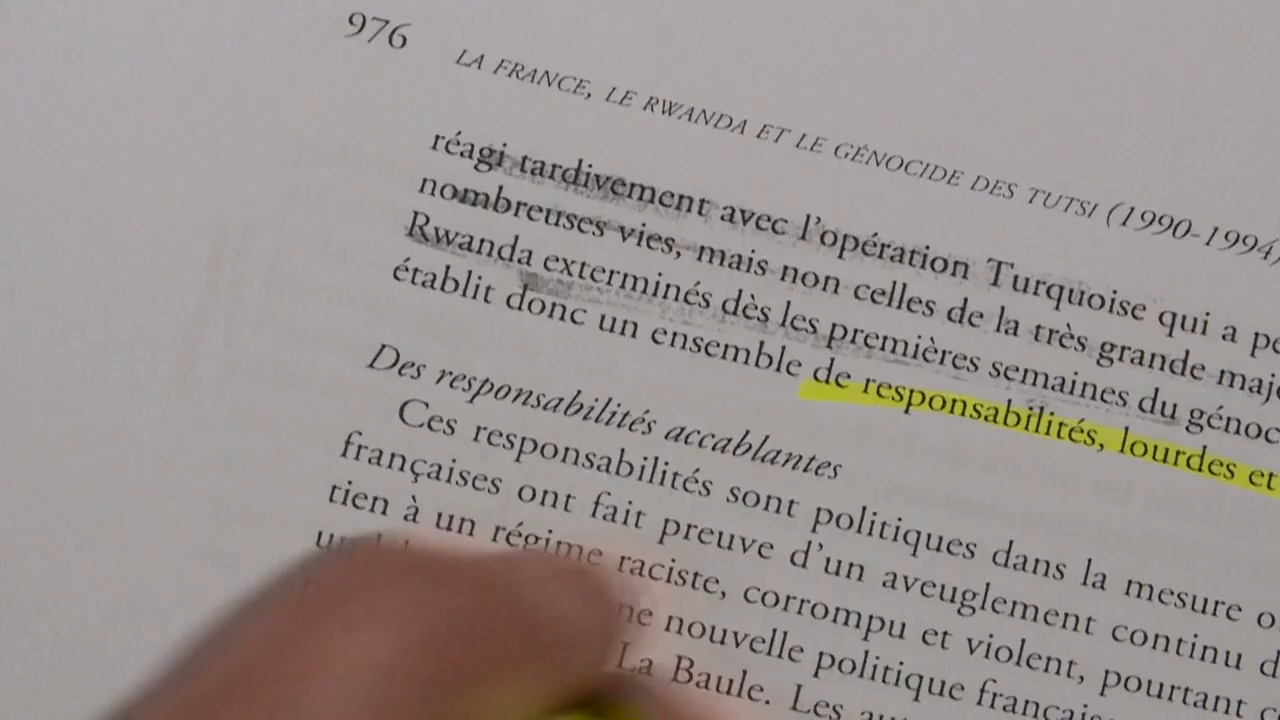 976
LA FRANCE, LE RWANDA ET LE GÉNOCIDE DES TUTSI (1990-1994)
réagi tardivement avec l'opération Turquoise qui a
nombreuses vies, mais non celles de la très grande
Rwanda exterminés dès les premières semaines du
établit donc un ensemble de responsabilités, lourdes et
Des responsabilités accablantes
Ces responsabilités sont politiques dans la mesure
françaises ont fait preuve d'un aveuglement continu
tien à un régime raciste, corrompu et violent, pourtant
nouvelle politique
La Baule. Les